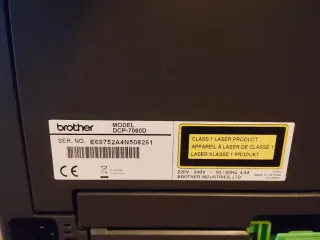 brother
MODEL
DCP-7060D
SER. NO. E69752A4N508261
CE
CLASS 1 LASER PRODUCT
APPAREIL À LASER DE CLASSE 1
LASER KLASSE 1 PRODUKT
220V - 240V ~ 50/60Hz 4.5A
BROTHER INDUSTRIES, LTD.